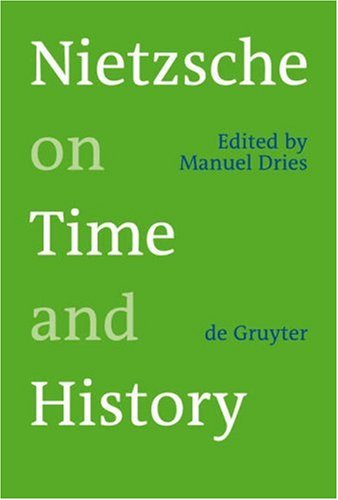 Nietzsche
on
Edited by
Manuel Dries
Time
and
de Gruyter
History